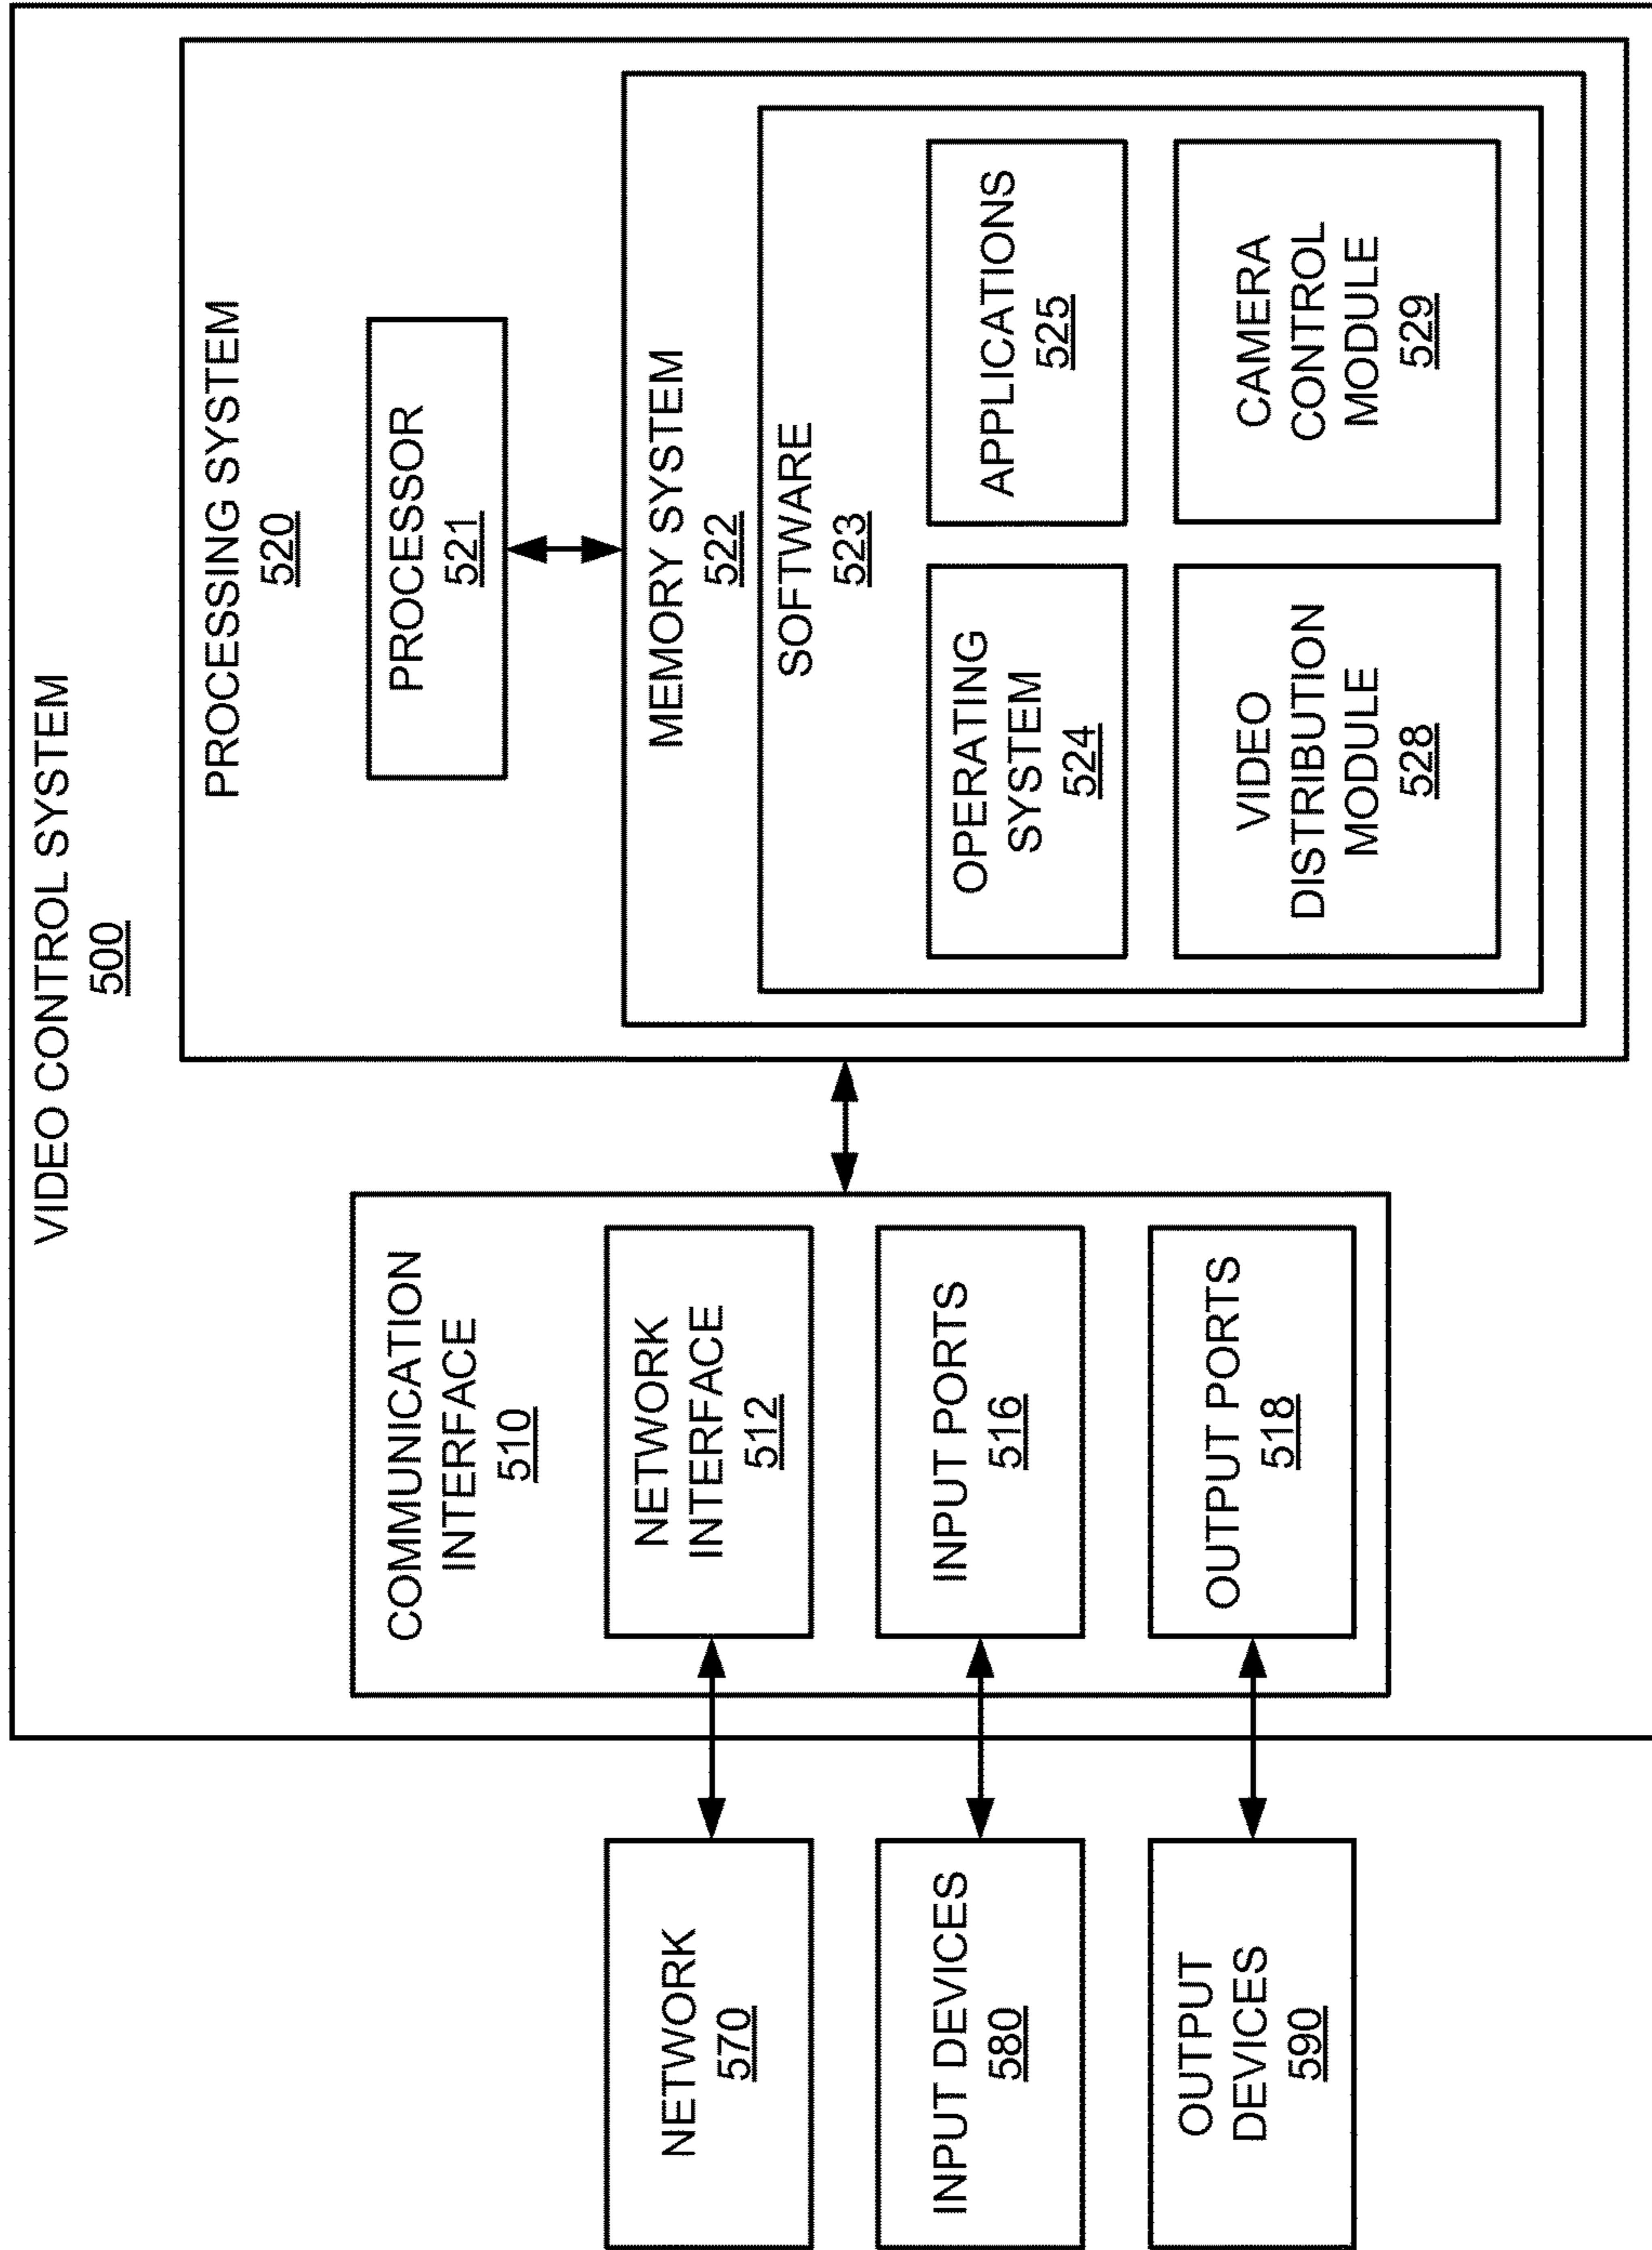 VIDEO CONTROL SYSTEM
500
PROCESSING SYSTEM
520
PROCESSOR
521
MEMORY SYSTEM
522
SOFTWARE
523
OPERATING
SYSTEM
524
APPLICATIONS
525
VIDEO
DISTRIBUTION
MODULE
528
CAMERA
CONTROL
MODULE
529
COMMUNICATION
INTERFACE
510
NETWORK
INTERFACE
512
INPUT PORTS
516
OUTPUT PORTS
518
NETWORK
570
INPUT DEVICES
580
OUTPUT
DEVICES
590